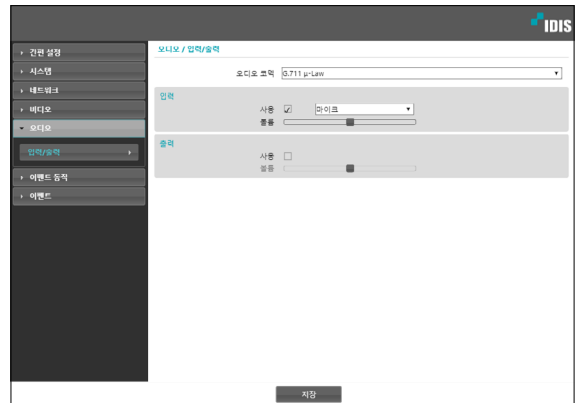 IDIS
간편 설정
시스템
네트워크
비디오
오디오
입력/출력
이벤트 동작
이벤트
오디오 / 입력/출력
오디오 코덱 G.711 μ-Law
입력
사용 마이크
볼륨
출력
사용
볼륨
저장